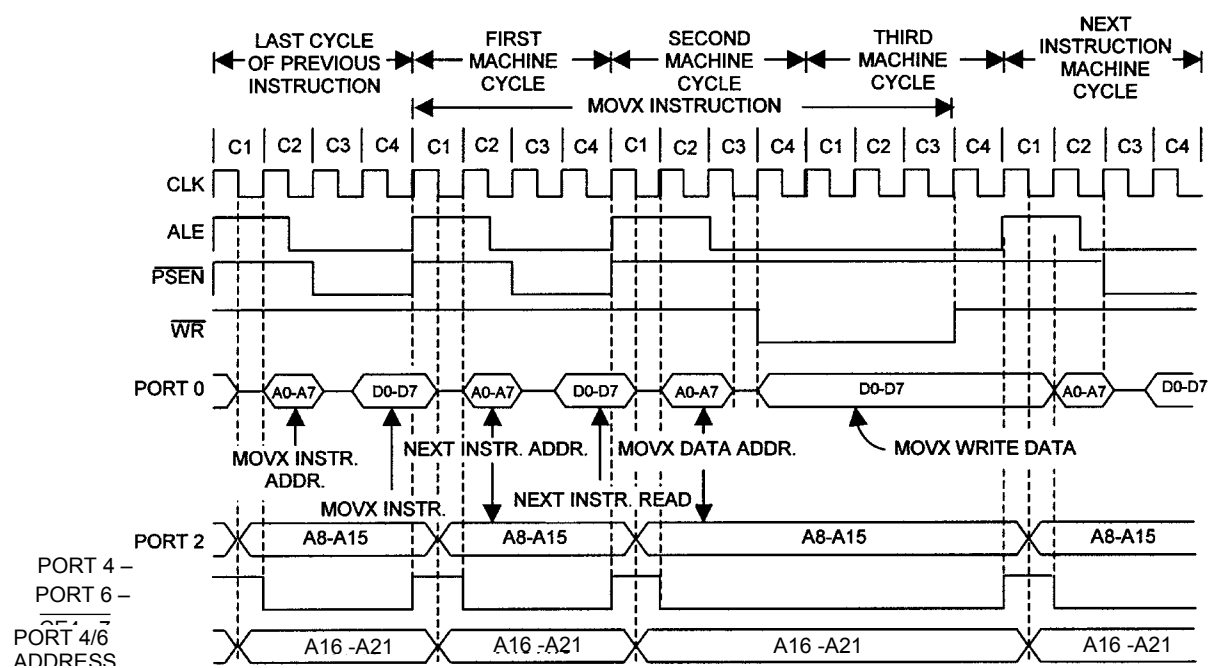 LAST CYCLE
OF PREVIOUS
INSTRUCTION
FIRST
MACHINE
CYCLE
SECOND
MACHINE
CYCLE
THIRD
MACHINE
CYCLE
NEXT
INSTRUCTION
MACHINE
CYCLE
MOVX INSTRUCTION
C1 C2 C3 C4 C1 C2 C3 C4 C1 C2 C3 C4 C1 C2 C3 C4 C1 C2 C3 C4
CLK
ALE
PSEN
WR
PORT 0 A0-A7 D0-D7 A0-A7 D0-D7 A0-A7 D0-D7 A0-A7 D0-D7
MOVX INSTR.
ADDR.
NEXT INSTR. ADDR.
MOVX DATA ADDR.
MOVX WRITE DATA
MOVX INSTR.
NEXT INSTR. READ
PORT 2 A8-A15 A8-A15 A8-A15 A8-A15
PORT 4 –
PORT 6 –
PORT 4/6
ADDRESS
A16 -A21 A16 -A21 A16 -A21 A16 -A21